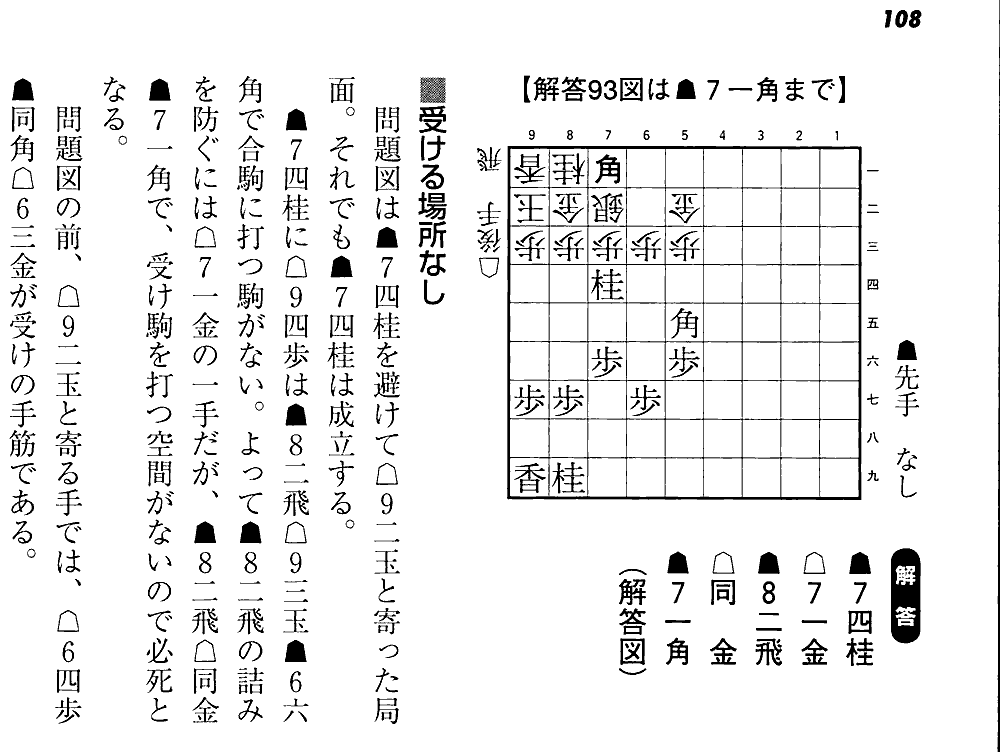 108
【解答93図は☗7一角まで】
9 8 7 6 5 4 3 2 1
香桂角 一
玉金銀 金 二
歩歩歩歩歩 三
桂 四
角 五
歩 歩 六
歩歩 歩 七
八
香桂 九
☖後手 飛
☗先手 なし
解答
☗7四桂
☖7一金
☗8二飛
☖同 金
☗7一角
(解答図)
■受ける場所なし
問題図は☗7四桂を避けて☖9二玉と寄った局
面。それでも☗7四桂は成立する。
☗7四桂に☖9四歩は☗8二飛☖9三玉☗6六
角で合駒に打つ駒がない。よって☗8二飛の詰み
を防ぐには☖7一金の一手だが、☗8二飛☖同金
☗7一角で、受け駒を打つ空間がないので必死と
なる。
問題図の前、☖9二玉と寄る手では、☖6四歩
☗同角☖6三金が受けの手筋である。